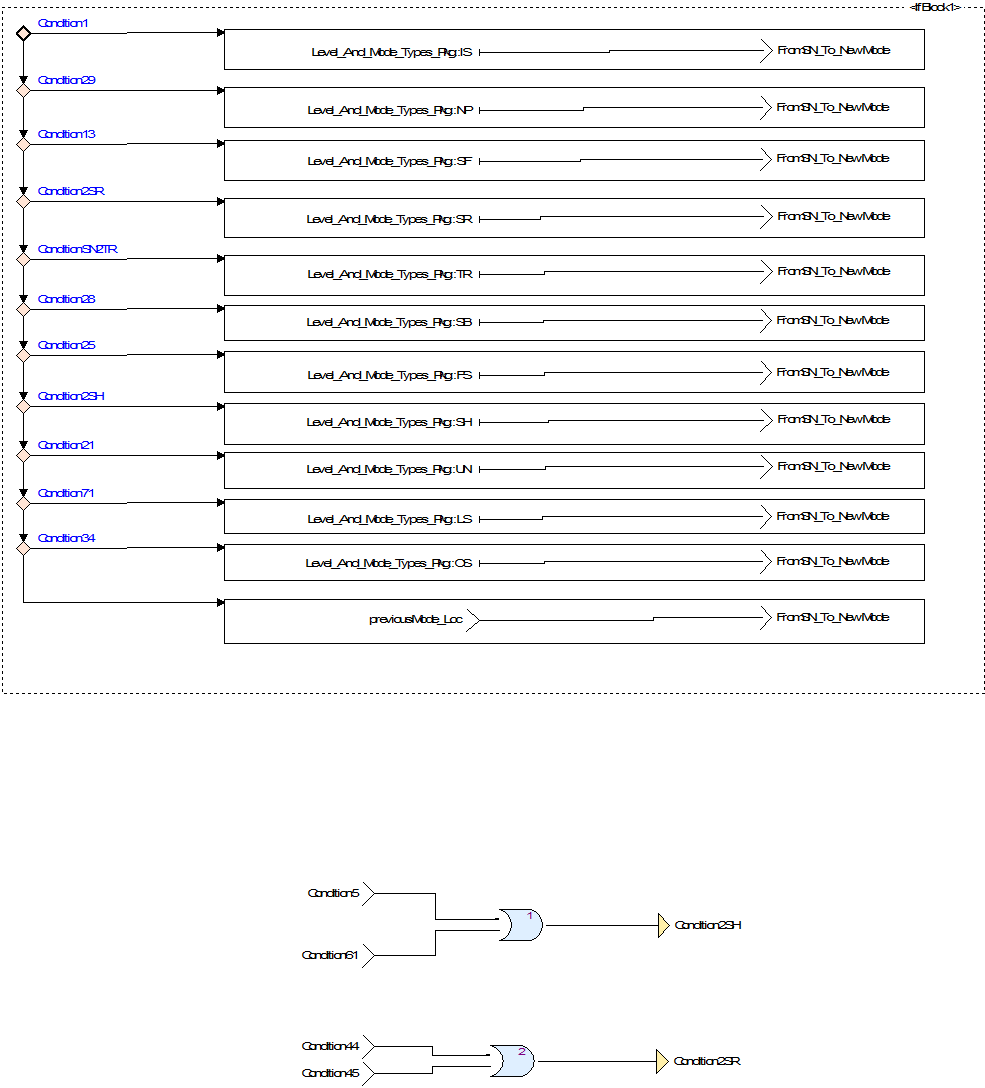 <IfBlock1>
Condition1
Level_And_Mode_Types_Pkg::IS
FromSN_To_NewMode
Condition29
Level_And_Mode_Types_Pkg::NP
FromSN_To_NewMode
Condition13
Level_And_Mode_Types_Pkg::SF
FromSN_To_NewMode
Condition2SR
Level_And_Mode_Types_Pkg::SR
FromSN_To_NewMode
ConditionSN2TR
Level_And_Mode_Types_Pkg::TR
FromSN_To_NewMode
Condition28
Level_And_Mode_Types_Pkg::SB
FromSN_To_NewMode
Condition25
Level_And_Mode_Types_Pkg::FS
FromSN_To_NewMode
Condition2SH
Level_And_Mode_Types_Pkg::SH
FromSN_To_NewMode
Condition21
Level_And_Mode_Types_Pkg::UN
FromSN_To_NewMode
Condition71
Level_And_Mode_Types_Pkg::LS
FromSN_To_NewMode
Condition34
Level_And_Mode_Types_Pkg::OS
FromSN_To_NewMode
previousMode_Loc
FromSN_To_NewMode
Condition5
1
Condition2SH
Condition61
Condition44
2
Condition2SR
Condition45